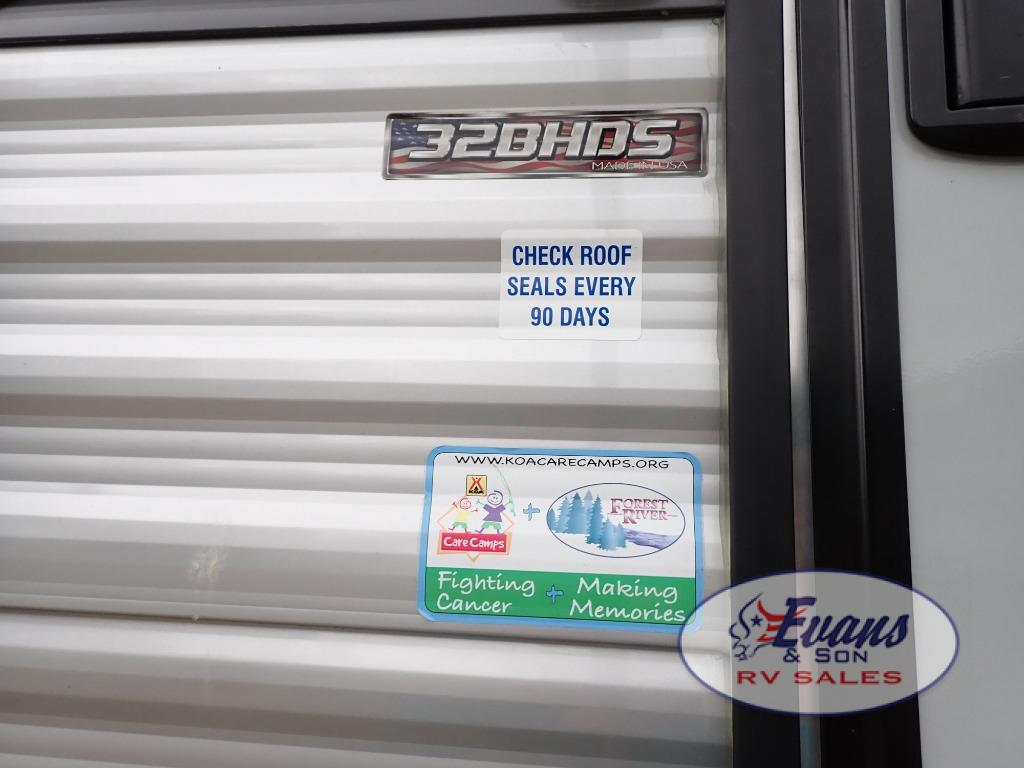 32BHDS
MADE IN USA
CHECK ROOF
SEALS EVERY
90 DAYS
WWW.KOACARECAMPS.ORG
Care Camps
+
FOREST
RIVER
Fighting + Making
Cancer Memories
Evans
& SON
RV SALES